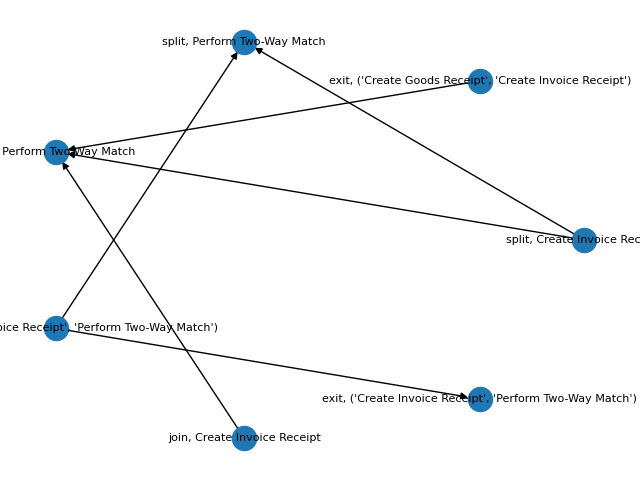 split, Perform Two-Way Match
exit, ('Create Goods Receipt', 'Create Invoice Receipt')
Perform Two-Way Match
split, Create Invoice Rec
oice Receipt', 'Perform Two-Way Match')
exit, ('Create Invoice Receipt', 'Perform Two-Way Match')
join, Create Invoice Receipt